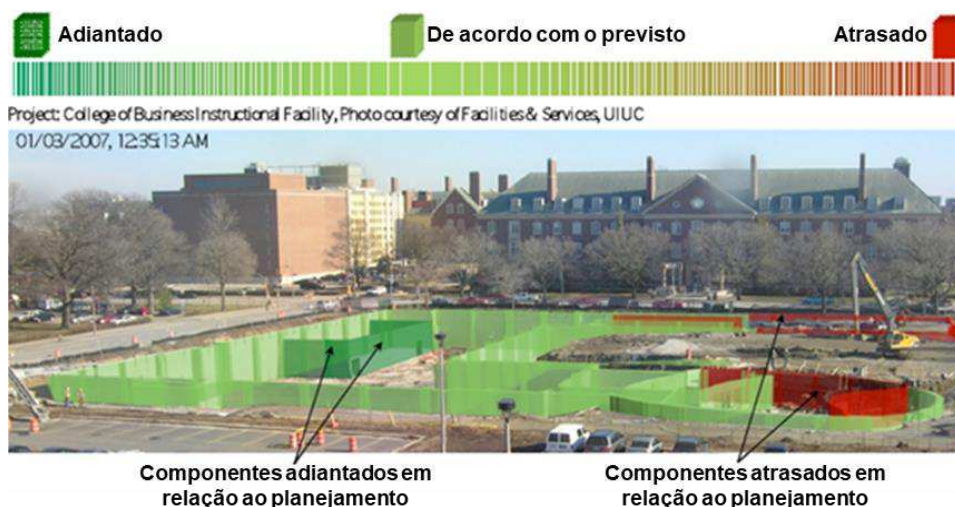 Adiantado
De acordo com o previsto
Atrasado
Project: College of Business Instructional Facility, Photo courtesy of Facilities & Services, UIUC
01/03/2007, 12:35:13 AM
Componentes adiantados em
relação ao planejamento
Componentes atrasados em
relação ao planejamento